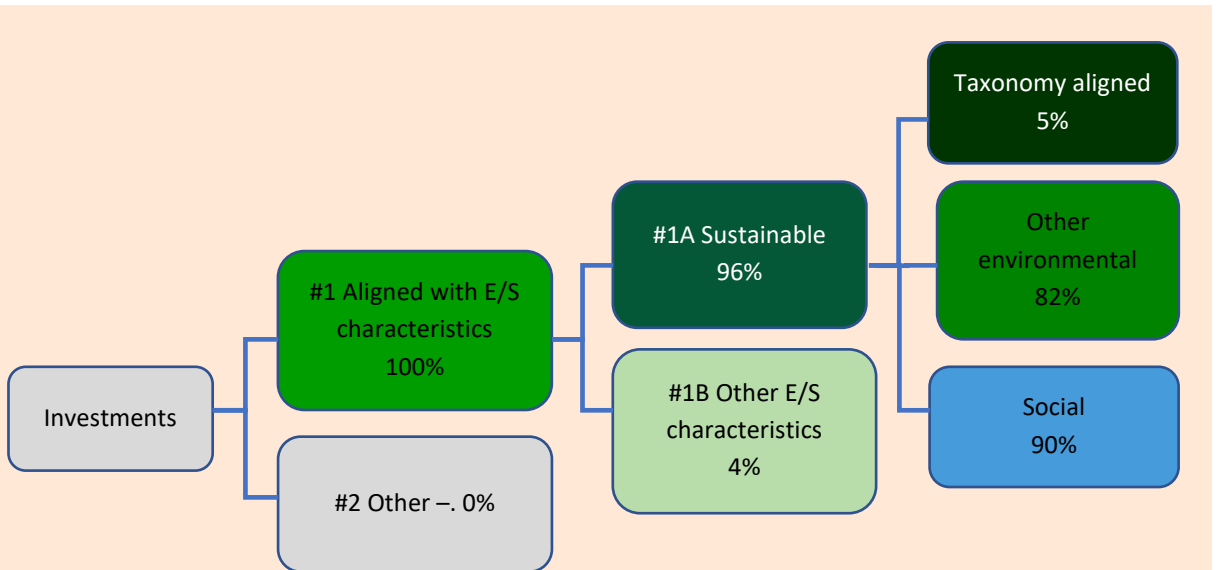 Investments
#1 Aligned with E/S
characteristics
100%
#2 Other –. 0%
#1A Sustainable
96%
#1B Other E/S
characteristics
4%
Taxonomy aligned
5%
Other
environmental
82%
Social
90%